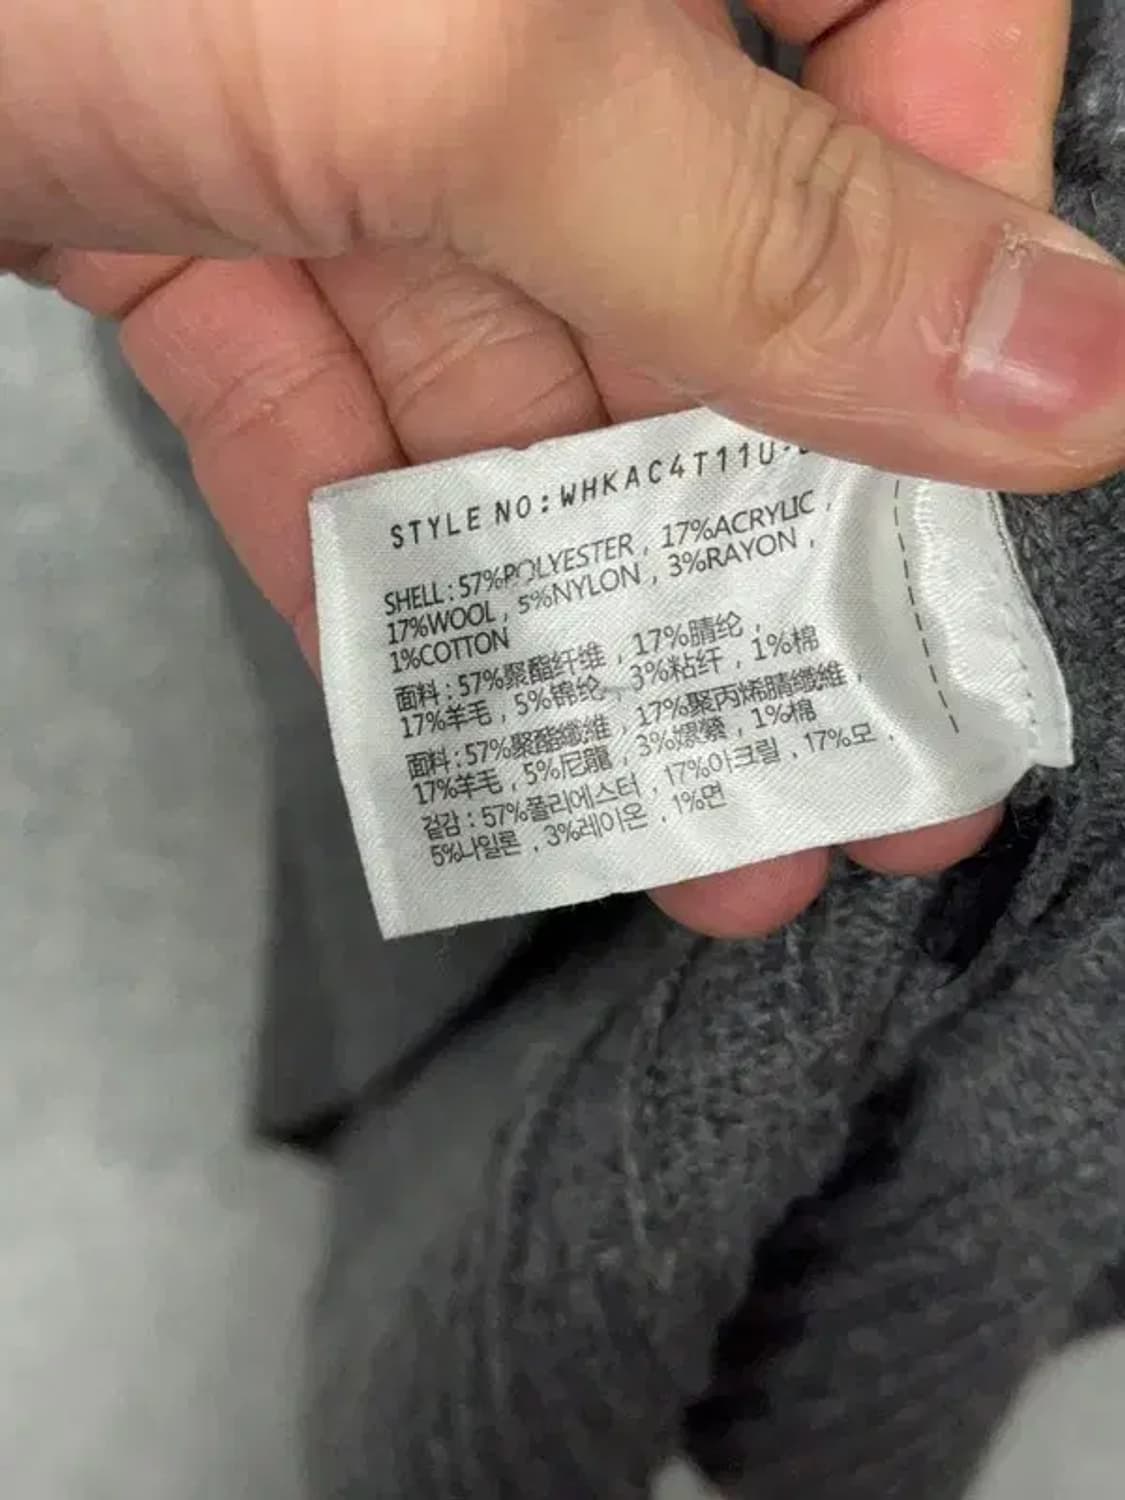 STYLE NO:WHKAC4T11U-
SHELL:57%POLYESTER, 17%ACRYLIC,
17%WOOL, 5%NYLON, 3%RAYON,
1%COTTON
面料:57%聚酯纤维, 17%腈纶,
17%羊毛, 5%锦纶, 3%粘纤, 1%棉
面料:57%聚酯纖維, 17%聚丙烯腈纖維,
17%羊毛, 5%尼龍, 3%嫘縈, 1%棉
겉감:57%폴리에스터, 17%아크릴, 17%모,
5%나일론, 3%레이온, 1%면